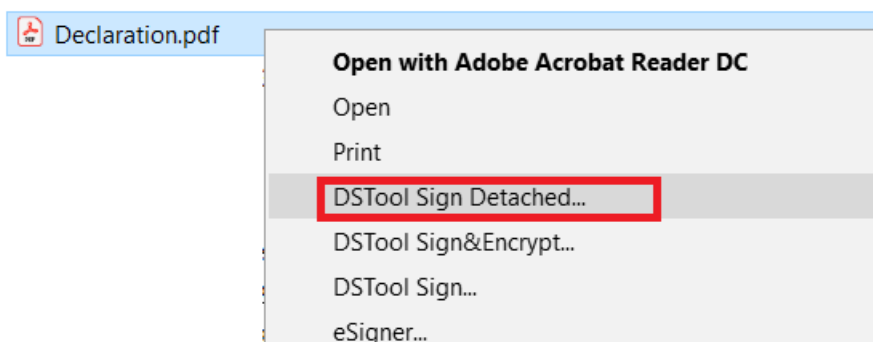 Declaration.pdf
Open with Adobe Acrobat Reader DC
Open
Print
DSTool Sign Detached...
DSTool Sign&Encrypt...
DSTool Sign...
eSigner...